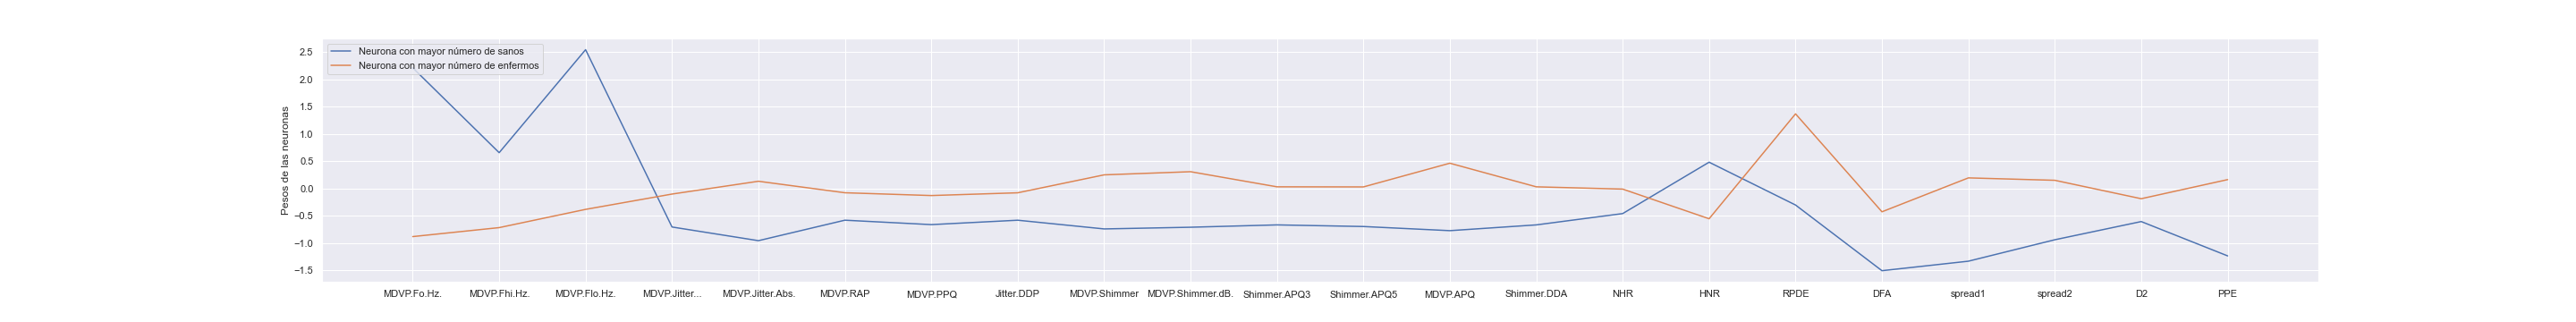 Neurona con mayor número de sanos
Neurona con mayor número de enfermos
Pesos de las neuronas
2.5
2.0
1.5
1.0
0.5
0.0
−0.5
−1.0
−1.5
MDVP.Fo.Hz. MDVP.Fhi.Hz. MDVP.Flo.Hz. MDVP.Jitter... MDVP.Jitter.Abs. MDVP.RAP MDVP.PPQ Jitter.DDP MDVP.Shimmer MDVP.Shimmer.dB. Shimmer.APQ3 Shimmer.APQ5 MDVP.APQ Shimmer.DDA NHR HNR RPDE DFA spread1 spread2 D2 PPE